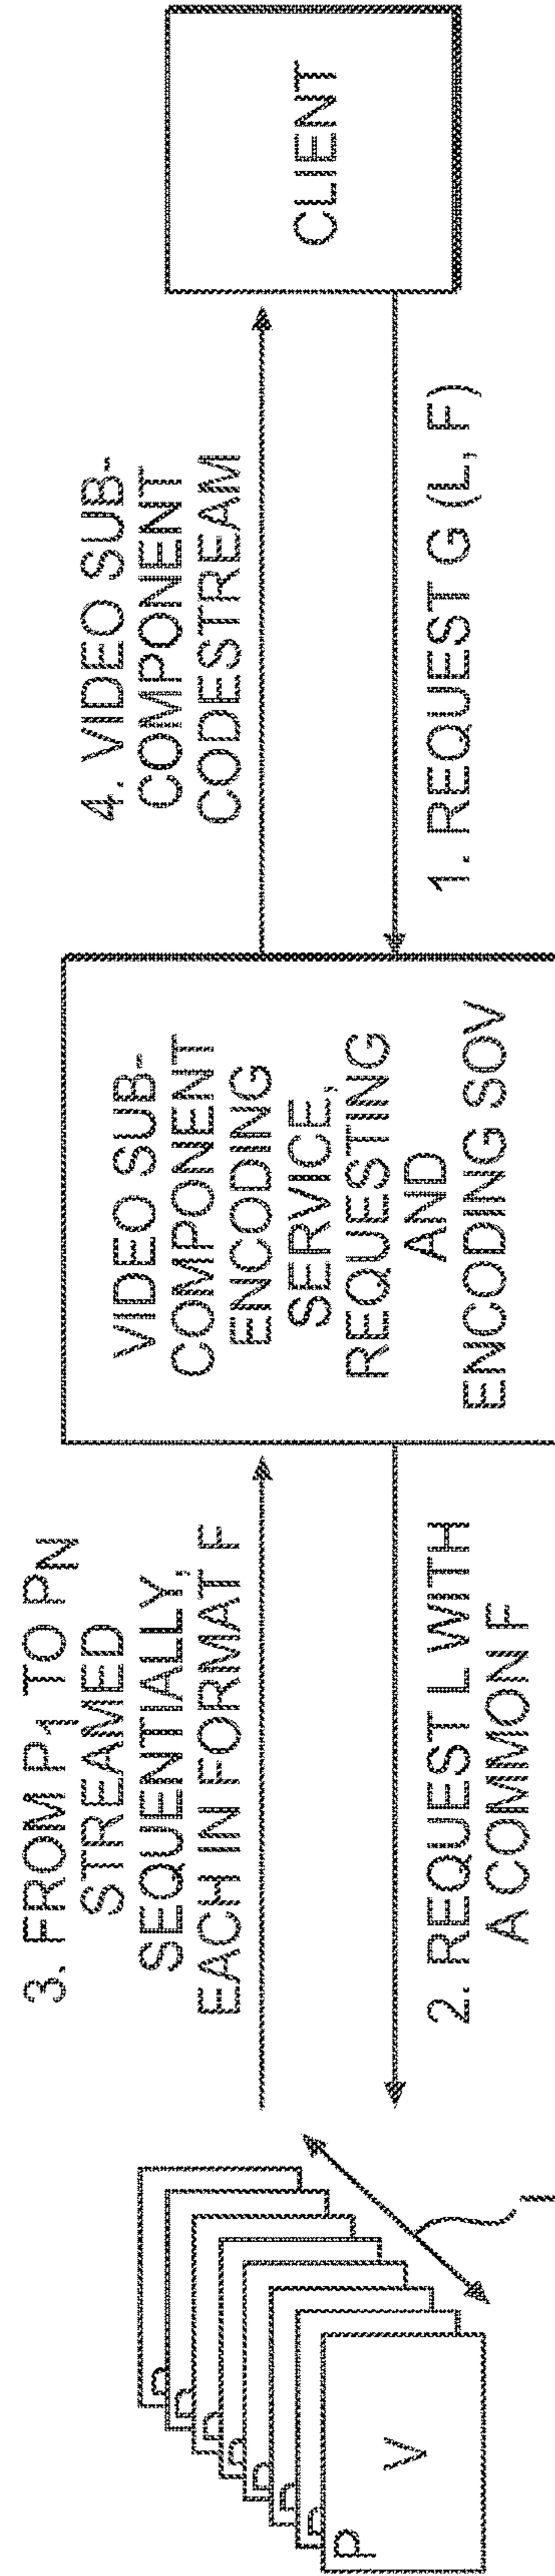 P
P
P
P
P
P
P
P
V
3. FROM P1 TO PN
STREAMED
SEQUENTIALLY,
EACH IN FORMAT F
2. REQUEST L WITH
A COMMON F
VIDEO SUB-
COMPONENT
ENCODING
SERVICE,
REQUESTING
AND
ENCODING SOV
4. VIDEO SUB-
COMPONENT
CODESTREAM
1. REQUEST G (L, F)
CLIENT